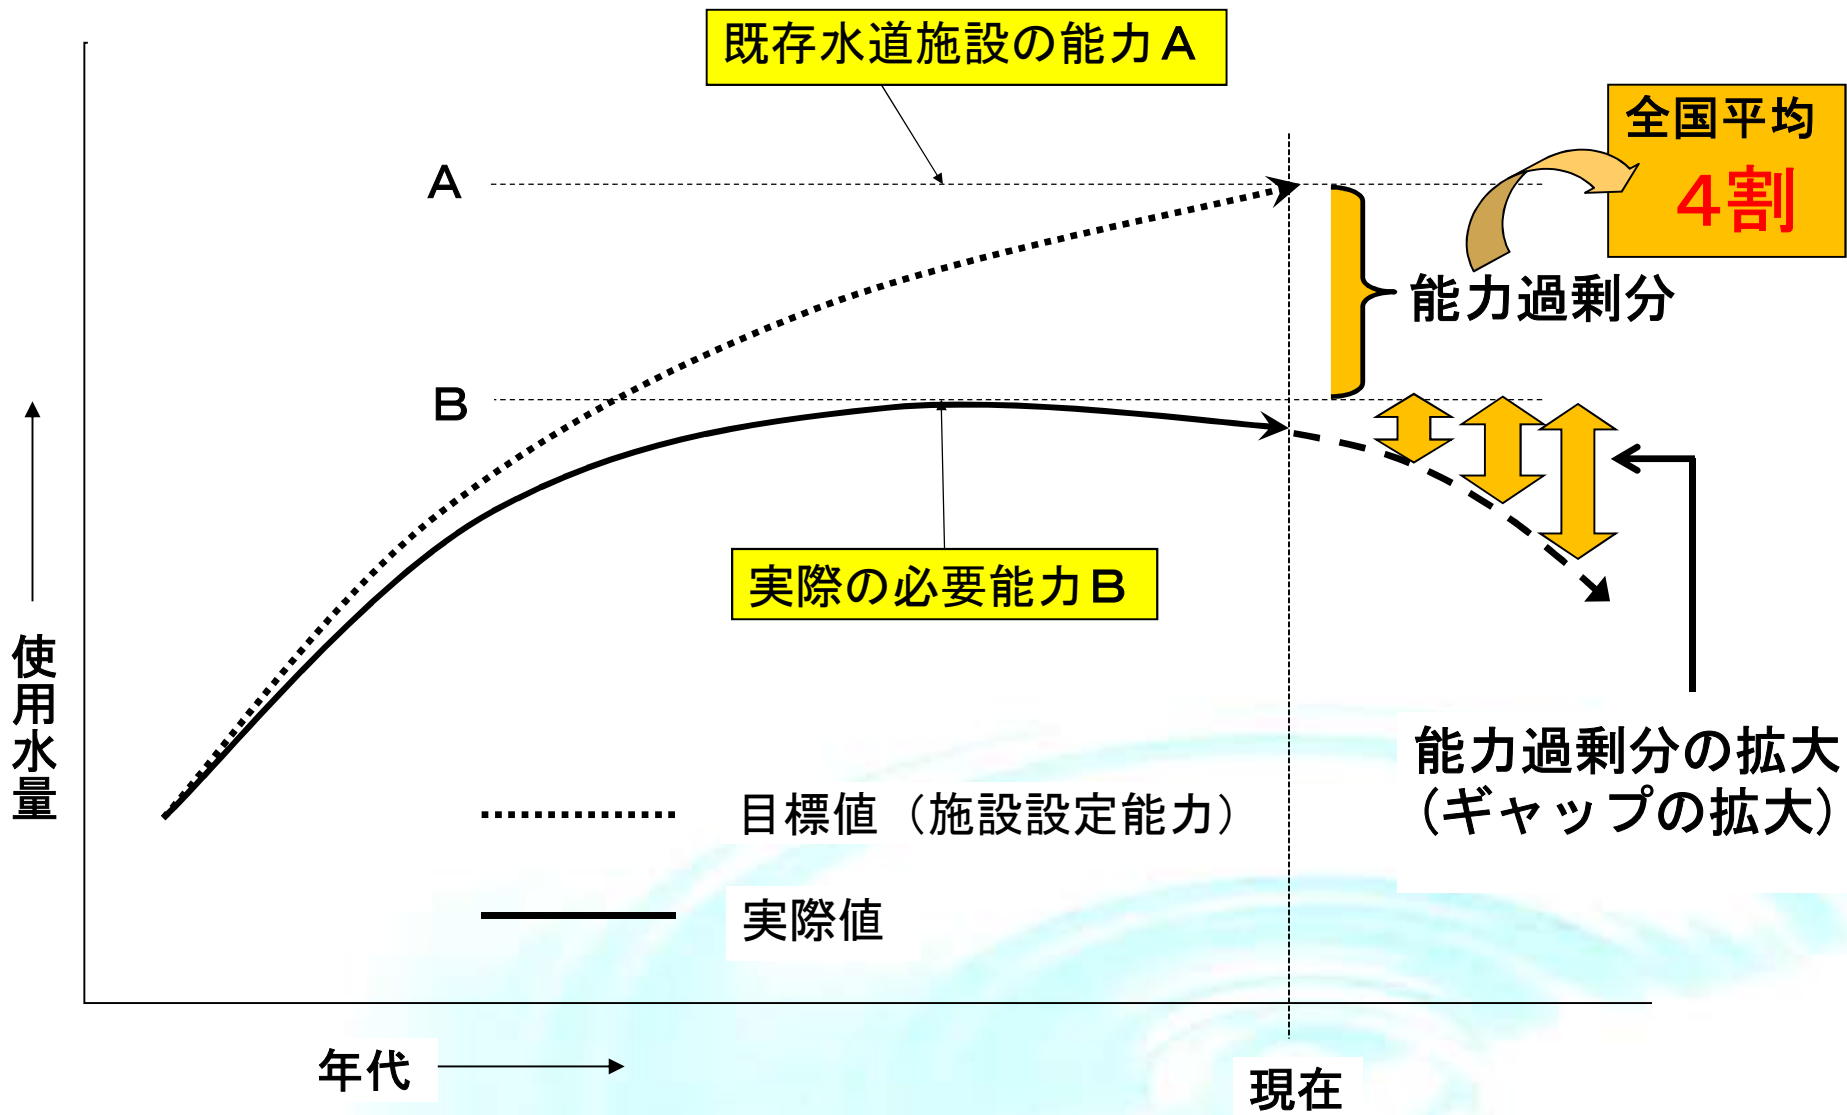 既存水道施設の能力A
全国平均
4割
A
能力過剰分
B
実際の必要能力B
使用水量
能力過剰分の拡大
（ギャップの拡大）
目標値（施設設定能力）
実際値
年代
現在